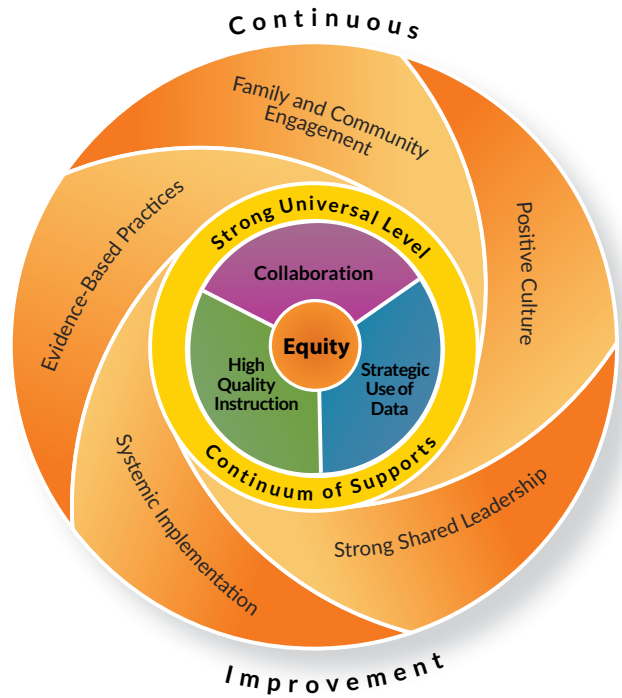 Continuous
Family and Community
Engagement
Positive Culture
Evidence-Based Practices
Strong Universal Level
Collaboration
Equity
High
Quality
Instruction
Strategic
Use of
Data
Continuum of Supports
Systemic Implementation
Strong Shared Leadership
Improvement